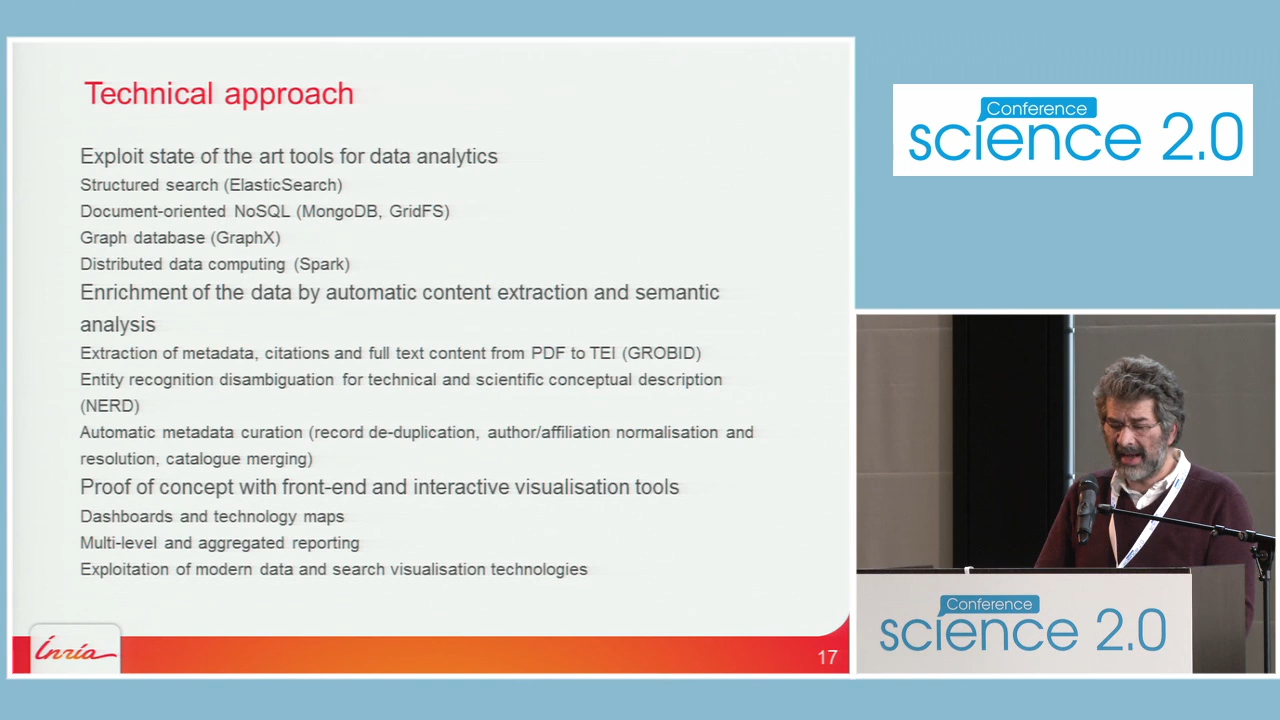 Technical approach
Exploit state of the art tools for data analytics
Structured search (ElasticSearch)
Document-oriented NoSQL (MongoDB, GridFS)
Graph database (GraphX)
Distributed data computing (Spark)
Enrichment of the data by automatic content extraction and semantic
analysis
Extraction of metadata, citations and full text content from PDF to TEI (GROBID)
Entity recognition disambiguation for technical and scientific conceptual description
(NERD)
Automatic metadata curation (record de-duplication, author/affiliation normalisation and
resolution, catalogue merging)
Proof of concept with front-end and interactive visualisation tools
Dashboards and technology maps
Multi-level and aggregated reporting
Exploitation of modern data and search visualisation technologies
Inria
17
Conference
science 2.0
Conference
science 2.0